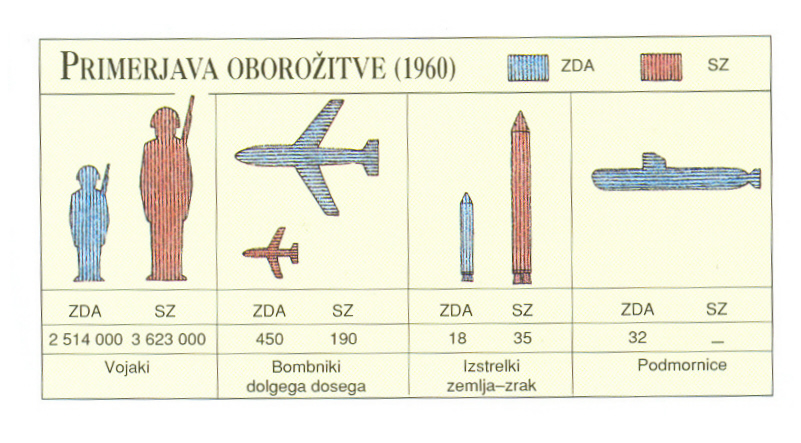 PRIMERJAVA OBOROŽITVE (1960) ZDA SZ
ZDA SZ ZDA SZ ZDA SZ ZDA SZ
2 514 000 3 623 000 450 190 18 35 32 –
Vojaki Bombniki Izstrelki Podmornice
dolgega dosega zemlja–zrak